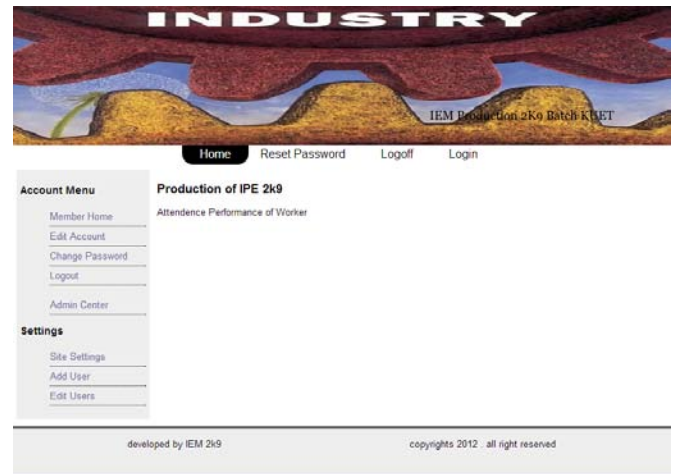 INDUSTRY
IEM Production 2K9 Batch KUET
Home Reset Password Logoff Login
Account Menu
Member Home
Edit Account
Change Password
Logout
Admin Center
Settings
Site Settings
Add User
Edit Users
Production of IPE 2k9
Attendence Performance of Worker
developed by IEM 2k9 copyrights 2012 . all right reserved